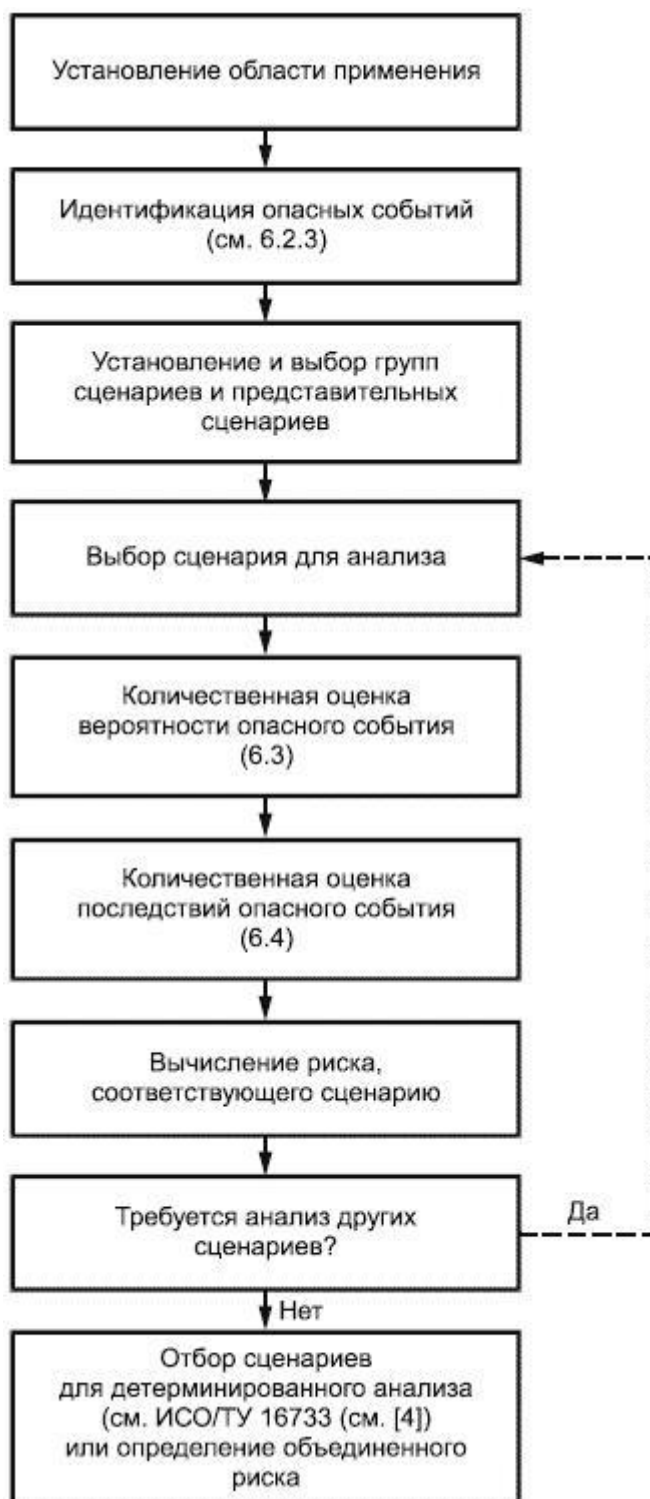 Установление области применения
Идентификация опасных событий
(см. 6.2.3)
Установление и выбор групп
сценариев и представительных
сценариев
Выбор сценария для анализа
Количественная оценка
вероятности опасного события
(6.3)
Количественная оценка
последствий опасного события
(6.4)
Вычисление риска,
соответствующего сценарию
Требуется анализ других
сценариев?
Да
Нет
Отбор сценариев
для детерминированного анализа
(см. ИСО/ТУ 16733 (см. [4])
или определение объединенного
риска